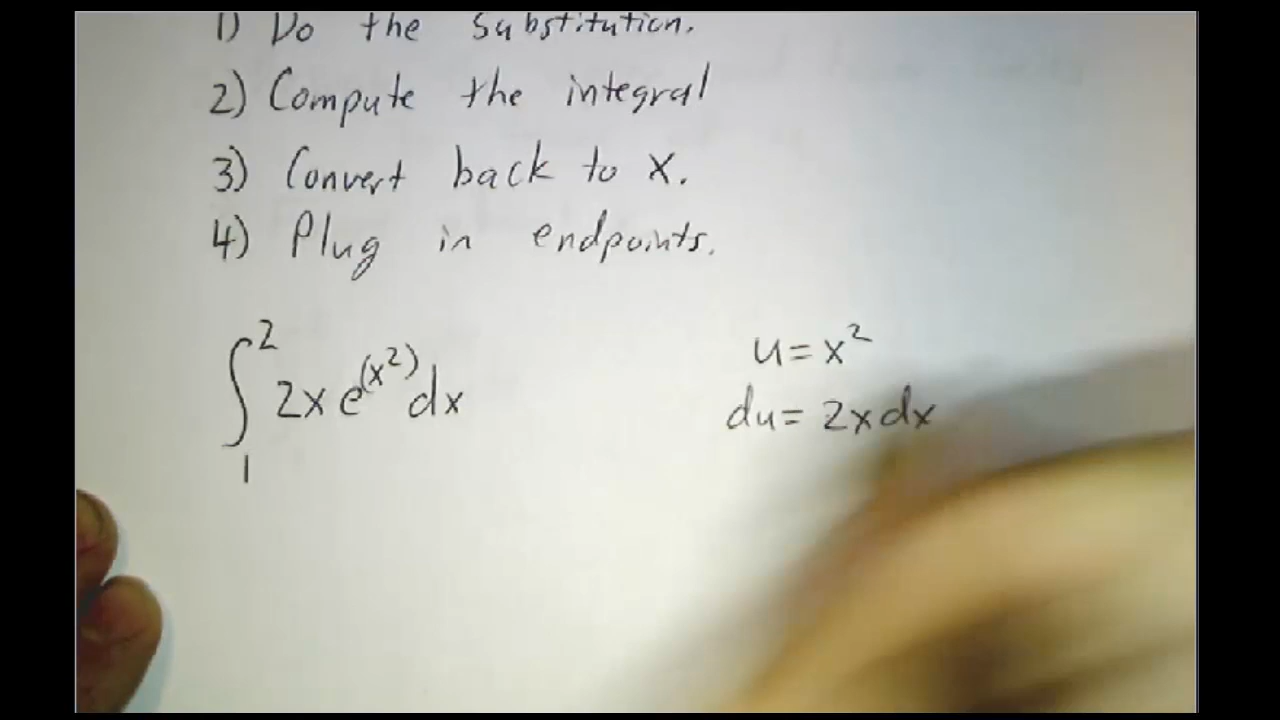 1) Do the Substitution.
2) Compute the integral
3) Convert back to x.
4) Plug in endpoints.
∫₁² 2x e^(x²) dx
u = x²
du = 2x dx